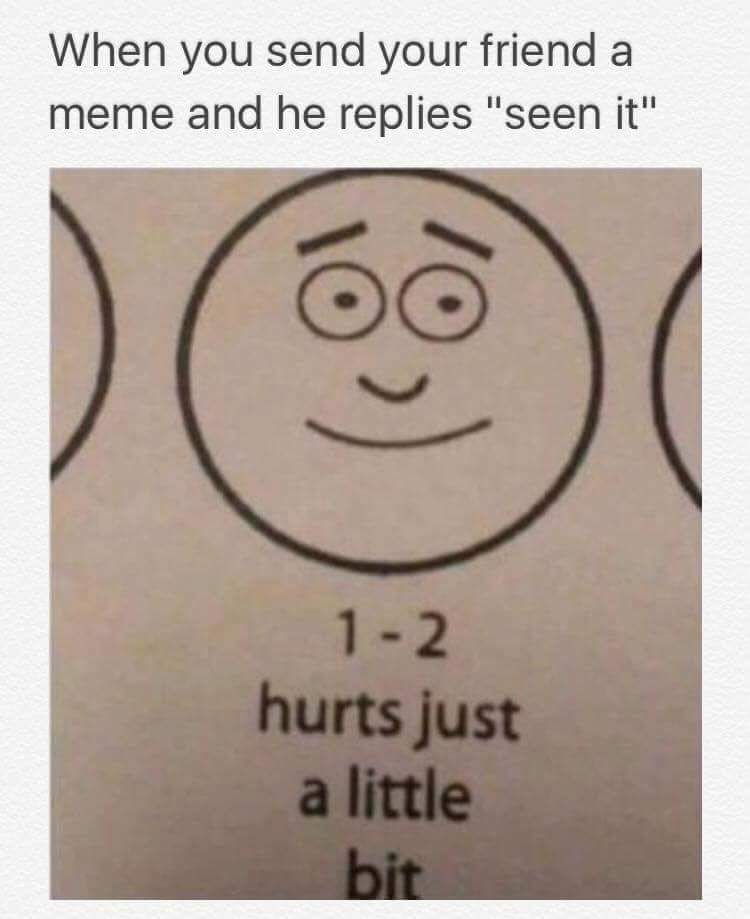 When you send your friend a
meme and he replies "seen it"
1 - 2
hurts just
a little
bit